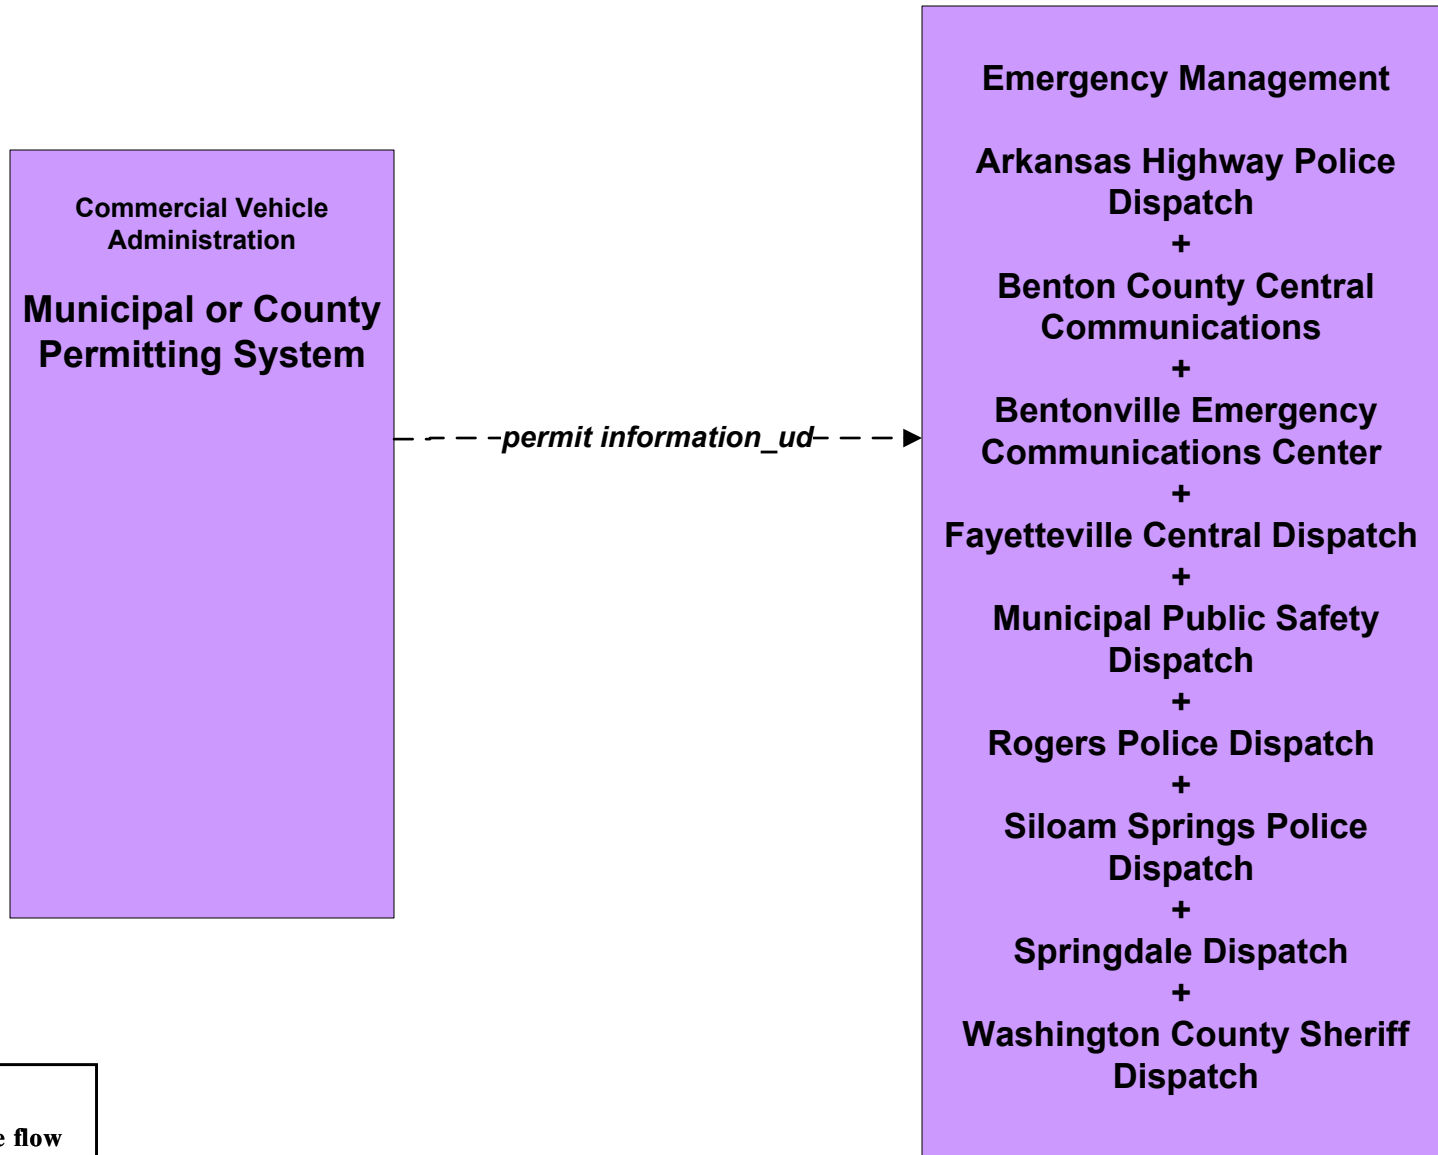 Commercial Vehicle
Administration
Municipal or County
Permitting System
permit information_ud
Emergency Management
Arkansas Highway Police
Dispatch
+
Benton County Central
Communications
+
Bentonville Emergency
Communications Center
+
Fayetteville Central Dispatch
+
Municipal Public Safety
Dispatch
+
Rogers Police Dispatch
+
Siloam Springs Police
Dispatch
+
Springdale Dispatch
+
Washington County Sheriff
Dispatch
flow